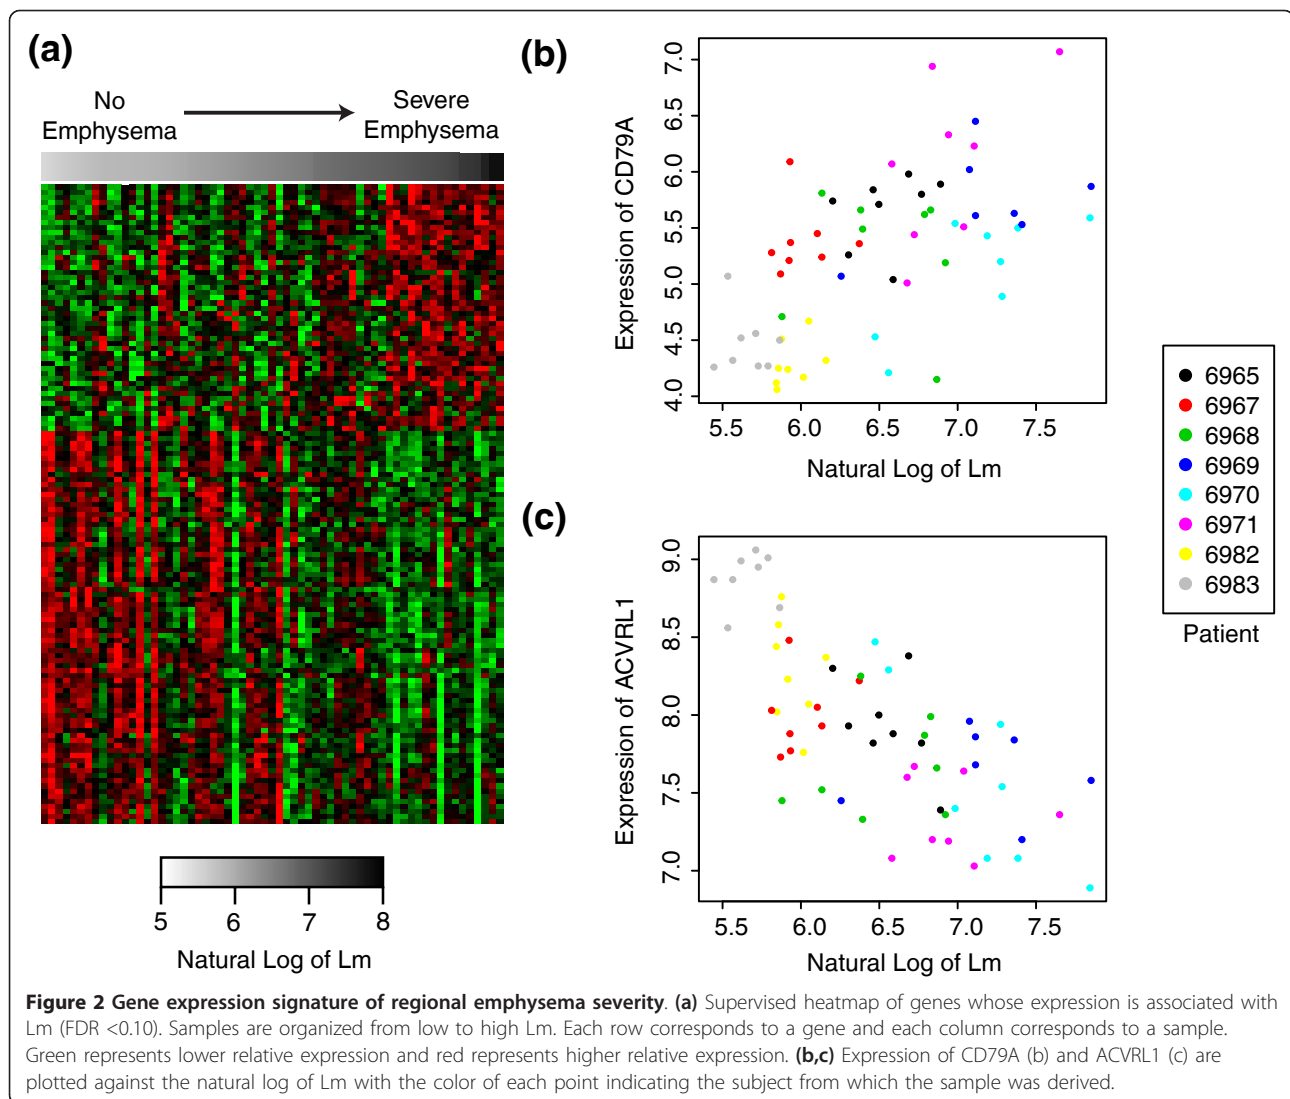 (a)
No
Emphysema
Severe
Emphysema
5 6 7 8
Natural Log of Lm
(b)
Expression of CD79A
7.0
6.5
6.0
5.5
5.0
4.5
4.0
5.5 6.0 6.5 7.0 7.5
Natural Log of Lm
(c)
Expression of ACVRL1
9.0
8.5
8.0
7.5
7.0
5.5 6.0 6.5 7.0 7.5
Natural Log of Lm
6965
6967
6968
6969
6970
6971
6982
6983
Patient
Figure 2 Gene expression signature of regional emphysema severity. (a) Supervised heatmap of genes whose expression is associated with
Lm (FDR <0.10). Samples are organized from low to high Lm. Each row corresponds to a gene and each column corresponds to a sample.
Green represents lower relative expression and red represents higher relative expression. (b,c) Expression of CD79A (b) and ACVRL1 (c) are
plotted against the natural log of Lm with the color of each point indicating the subject from which the sample was derived.